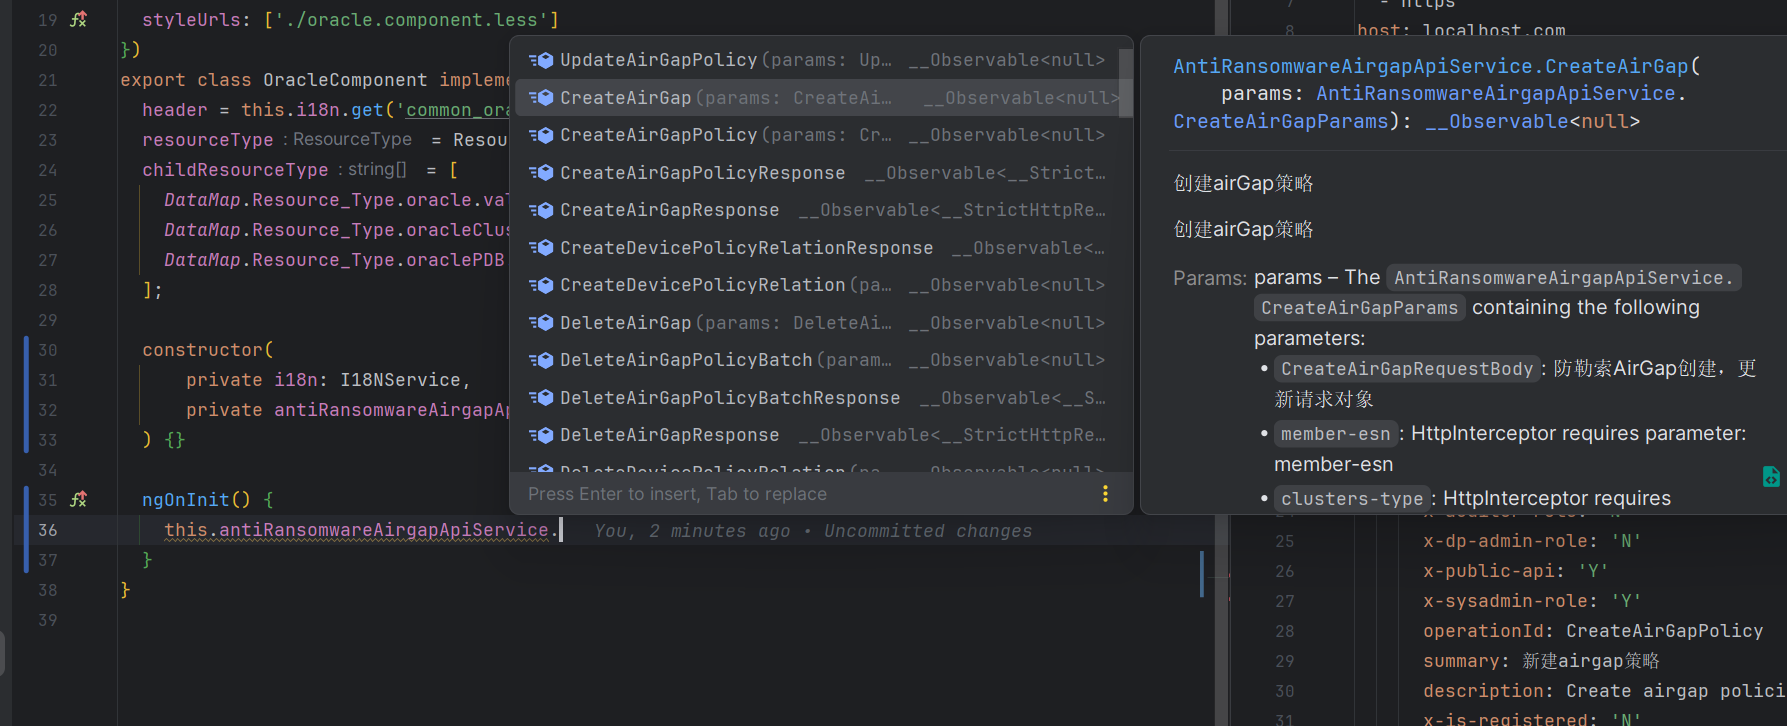 19 styleUrls: ['./oracle.component.less']
20 })
21 export class OracleComponent impleme
22 header = this.i18n.get('common_ora
23 resourceType : ResourceType = Resou
24 childResourceType : string[] = [
25 DataMap.Resource_Type.oracle.val
26 DataMap.Resource_Type.oracleClus
27 DataMap.Resource_Type.oraclePDB
28 ];
29
30 constructor(
31 private i18n: I18NService,
32 private antiRansomwareAirgapAp
33 ) {}
34
35 ngOnInit() {
36 this.antiRansomwareAirgapApiService. You, 2 minutes ago • Uncommitted changes
37 }
38 }
39
UpdateAirGapPolicy(params: Up… __Observable<null>
CreateAirGap(params: CreateAi… __Observable<null>
CreateAirGapPolicy(params: Cr… __Observable<null>
CreateAirGapPolicyResponse __Observable<__Strict…
CreateAirGapResponse __Observable<__StrictHttpRe…
CreateDevicePolicyRelationResponse __Observable<…
CreateDevicePolicyRelation(pa… __Observable<null>
DeleteAirGap(params: DeleteAi… __Observable<null>
DeleteAirGapPolicyBatch(param… __Observable<null>
DeleteAirGapPolicyBatchResponse __Observable<__S…
DeleteAirGapResponse __Observable<__StrictHttpRe…
DeleteDevicePolicyRelation(pa… __Observable<null>
Press Enter to insert, Tab to replace
7 - https
8 host: localhost.com
AntiRansomwareAirgapApiService.CreateAirGap(
params: AntiRansomwareAirgapApiService.
CreateAirGapParams): __Observable<null>
创建airGap策略
创建airGap策略
Params: params – The AntiRansomwareAirgapApiService.
CreateAirGapParams containing the following
parameters:
• CreateAirGapRequestBody: 防勒索AirGap创建，更
新请求对象
• member-esn: HttpInterceptor requires parameter:
member-esn
• clusters-type: HttpInterceptor requires
25 x-dp-admin-role: 'N'
26 x-public-api: 'Y'
27 x-sysadmin-role: 'Y'
28 operationId: CreateAirGapPolicy
29 summary: 新建airgap策略
30 description: Create airgap polici
31 x-is-registered: 'N'